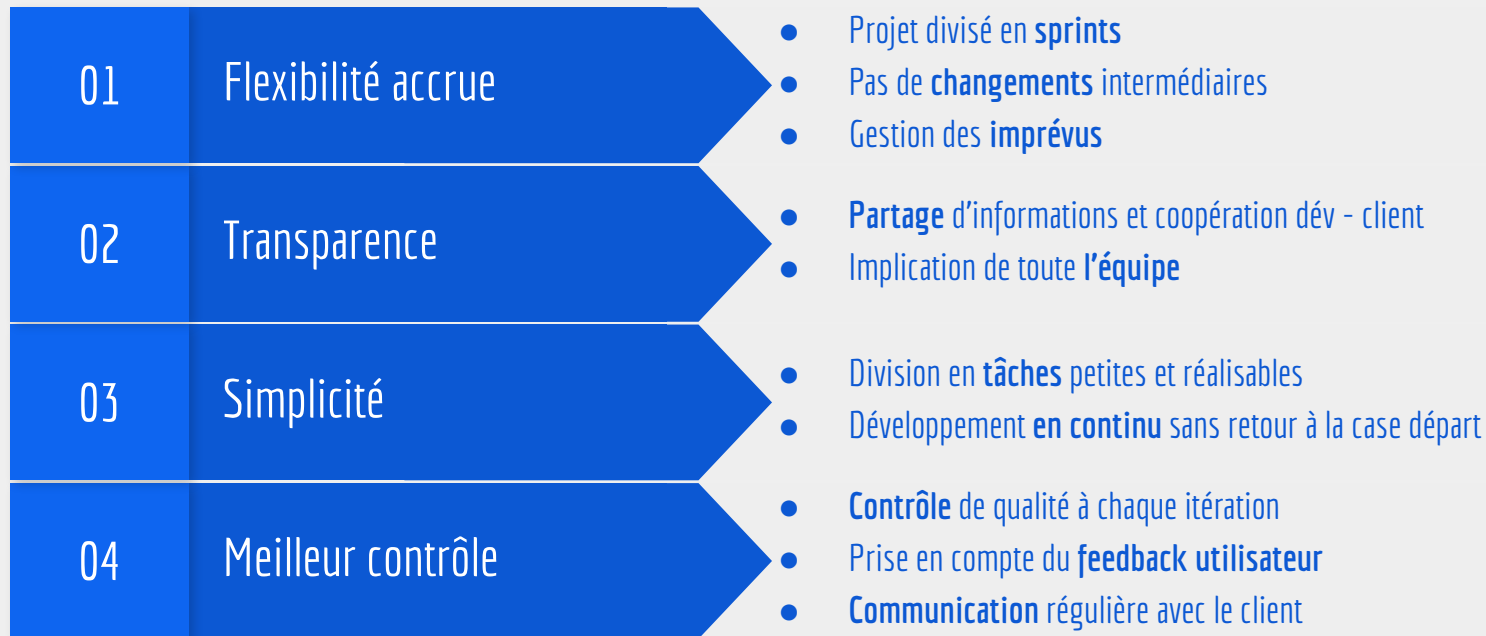 01
Flexibilité accrue
● Projet divisé en sprints
● Pas de changements intermédiaires
● Gestion des imprévus
02
Transparence
● Partage d’informations et coopération dév - client
● Implication de toute l’équipe
03
Simplicité
● Division en tâches petites et réalisables
● Développement en continu sans retour à la case départ
04
Meilleur contrôle
● Contrôle de qualité à chaque itération
● Prise en compte du feedback utilisateur
● Communication régulière avec le client